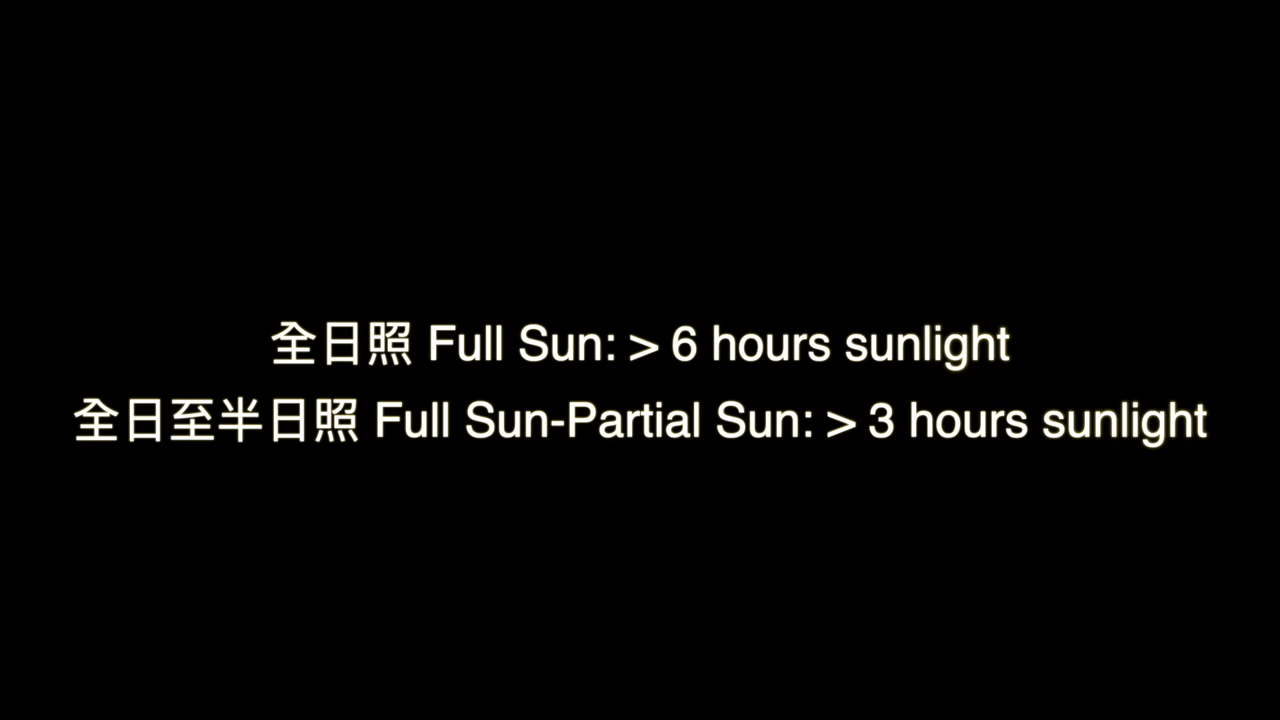 全日照 Full Sun: > 6 hours sunlight
全日至半日照 Full Sun-Partial Sun: > 3 hours sunlight